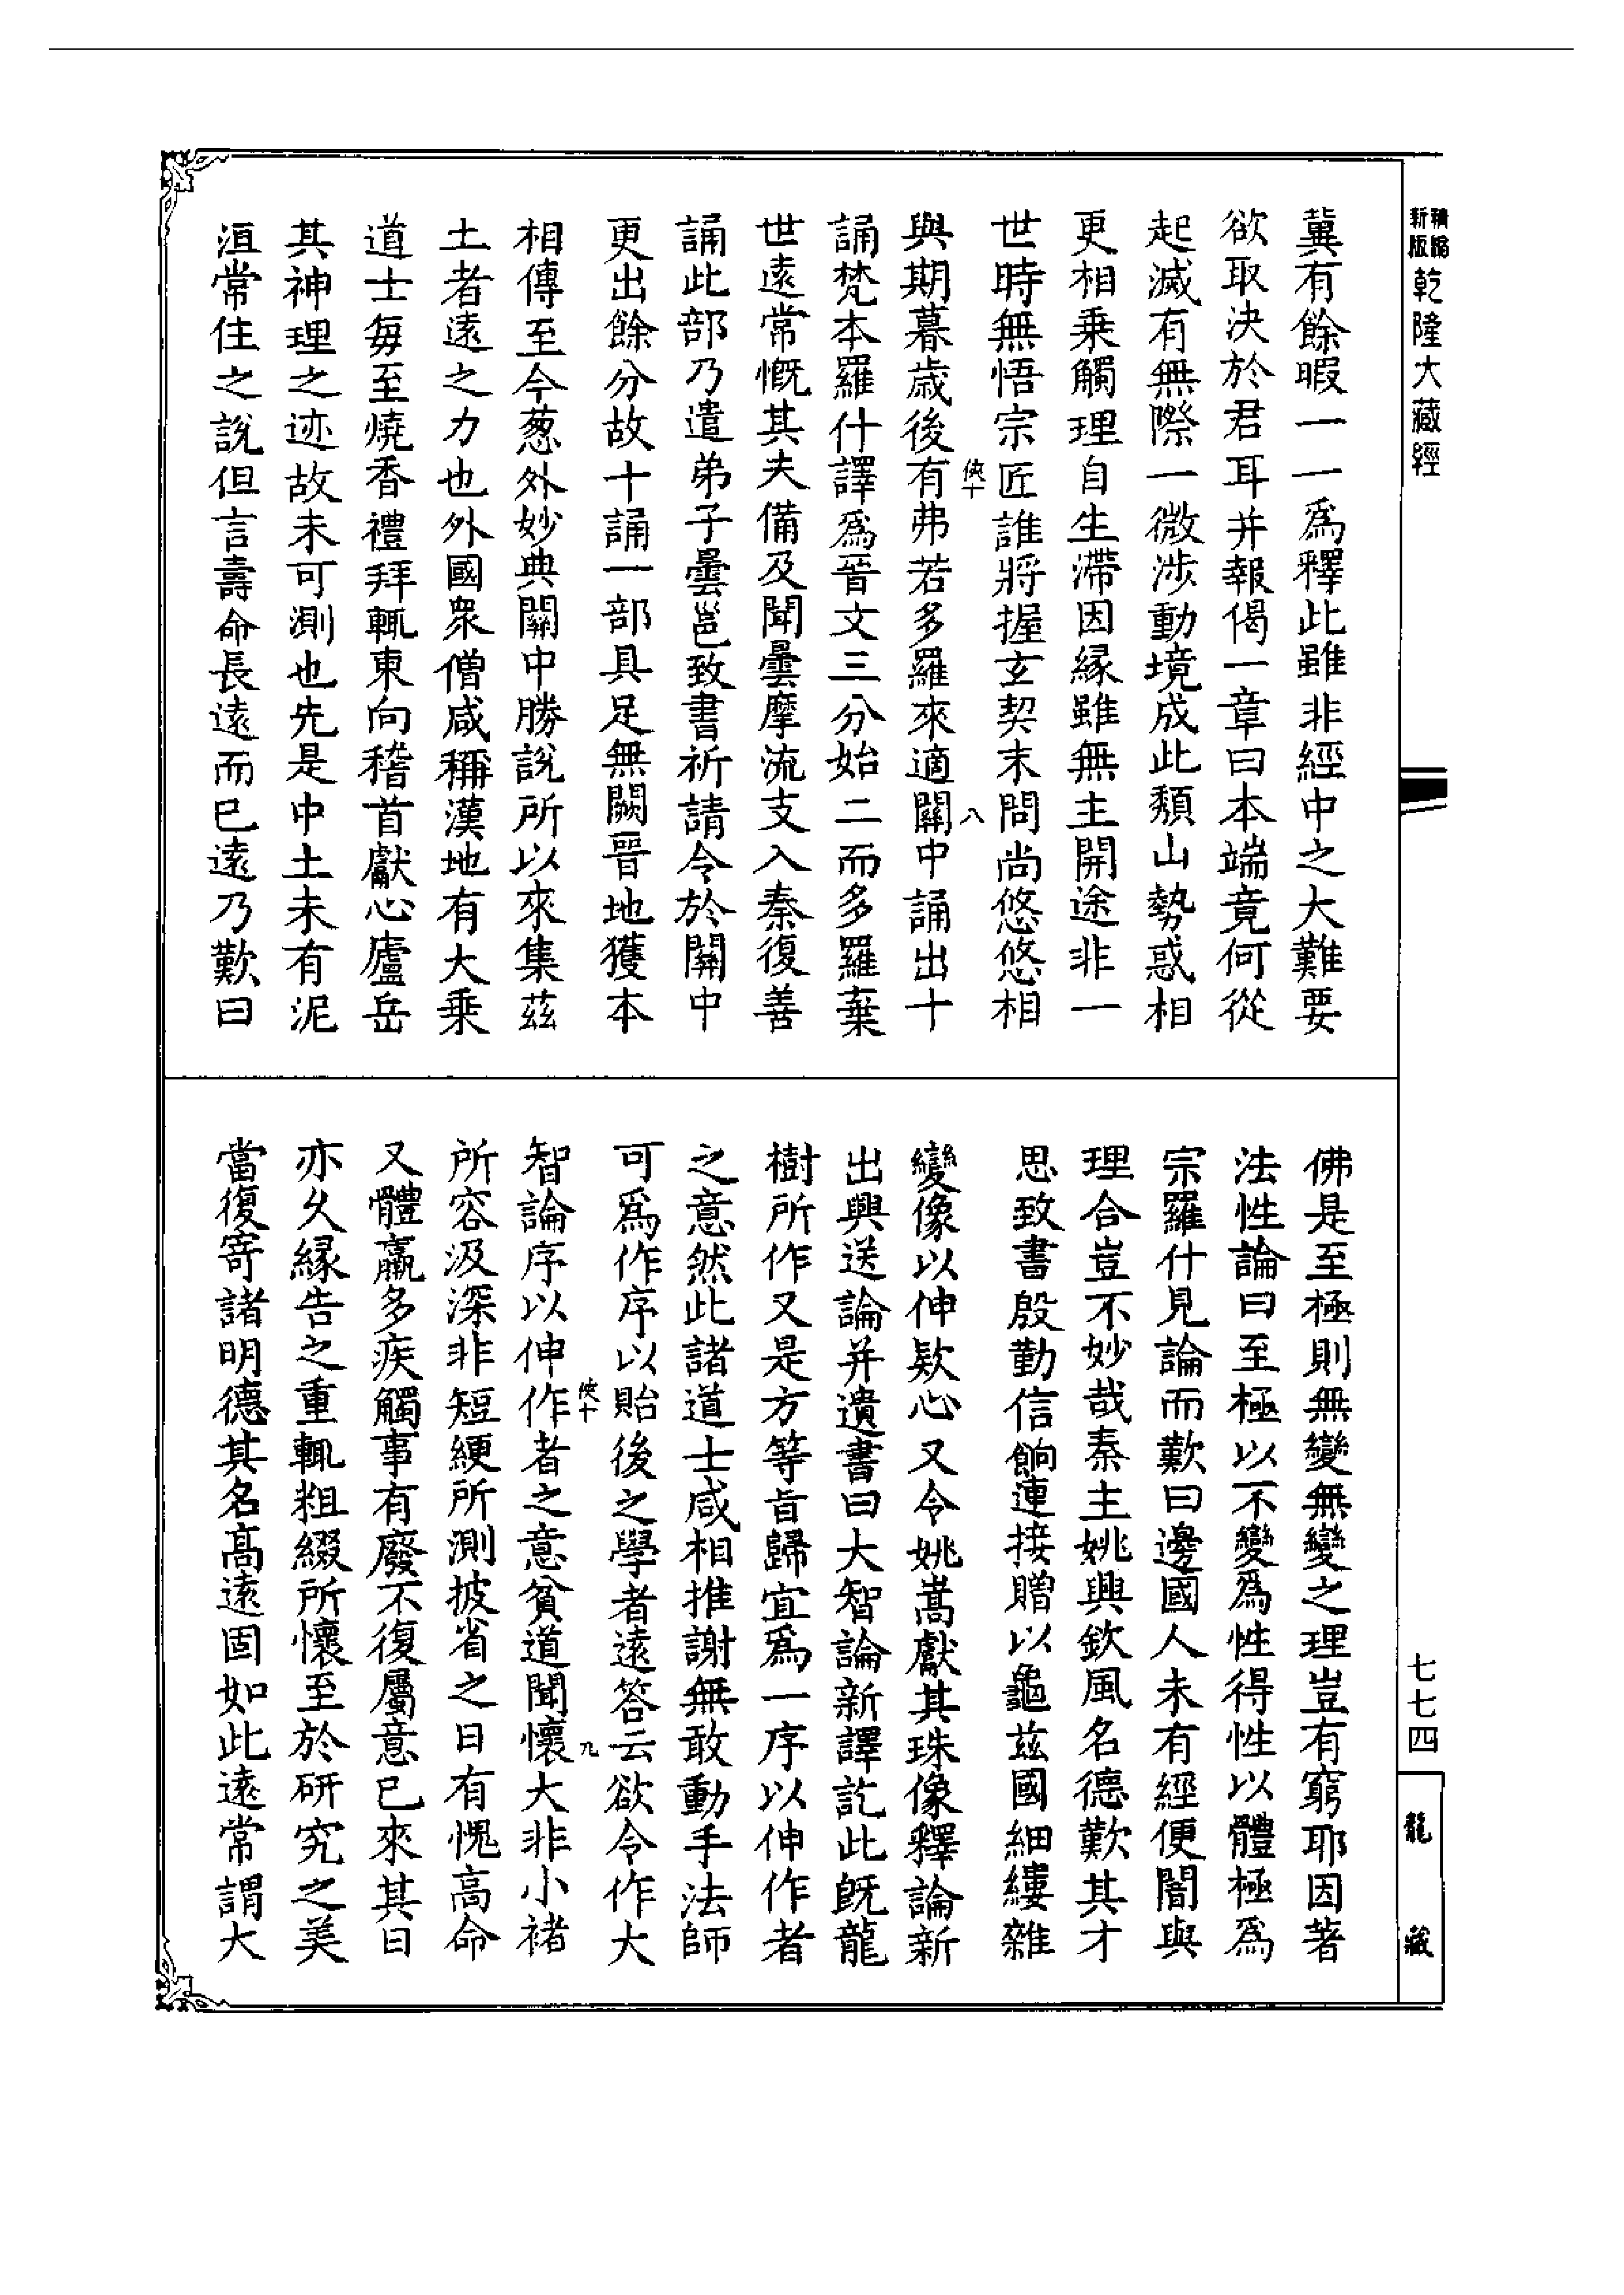 精縮新版乾隆大藏經
冀有餘暇一一爲釋此雖非經中之大難要
欲取決於君耳并報偈一章曰本端竟何從
起滅有無際一微涉動境成此頹山勢惑相
更相乘觸理自生滯因緣雖無主開途非一
世時無悟宗匠誰將握玄契末問尚悠悠相
俠十 八
與期暮歲後有弗若多羅來適關中誦出十
誦梵本羅什譯爲晉文三分始二而多羅棄
世遠常慨其未備及聞曇摩流支入秦復善
誦此部乃遣弟子曇邕致書祈請令於關中
更出餘分故十誦一部具足無闕晉地獲本
相傳至今葱外妙典關中勝說所以來集茲
土者遠之力也外國衆僧咸稱漢地有大乘
道士每至燒香禮拜輒東向稽首獻心廬岳
其神理之迹故未可測也先是中土未有泥
洹常住之說但言壽命長遠而已遠乃歎曰
佛是至極則無變無變之理豈有窮耶因著
法性論曰至極以不變爲性得性以體極爲
宗羅什見論而歎曰邊國人未有經便闇與
理合豈不妙哉秦主姚興欽風名德歎其才
思致書殷勤信餉連接贈以龜茲國細縷雜
變像以伸欵心又令姚嵩獻其珠像釋論新
出興送論并遺書曰大智論新譯訖此旣龍
樹所作又是方等旨歸宜爲一序以伸作者
之意然此諸道士咸相推謝無敢動手法師
可爲作序以貽後之學者遠答云欲令作大
俠十 九
智論序以伸作者之意貧道聞懷大非小褚
所容汲深非短綆所測披省之日有愧高命
又體羸多疾觸事有廢不復屬意已來其日
亦久緣告之重輒粗綴所懷至於研究之美
當復寄諸明德其名高遠固如此遠常謂大
七七四
龍藏